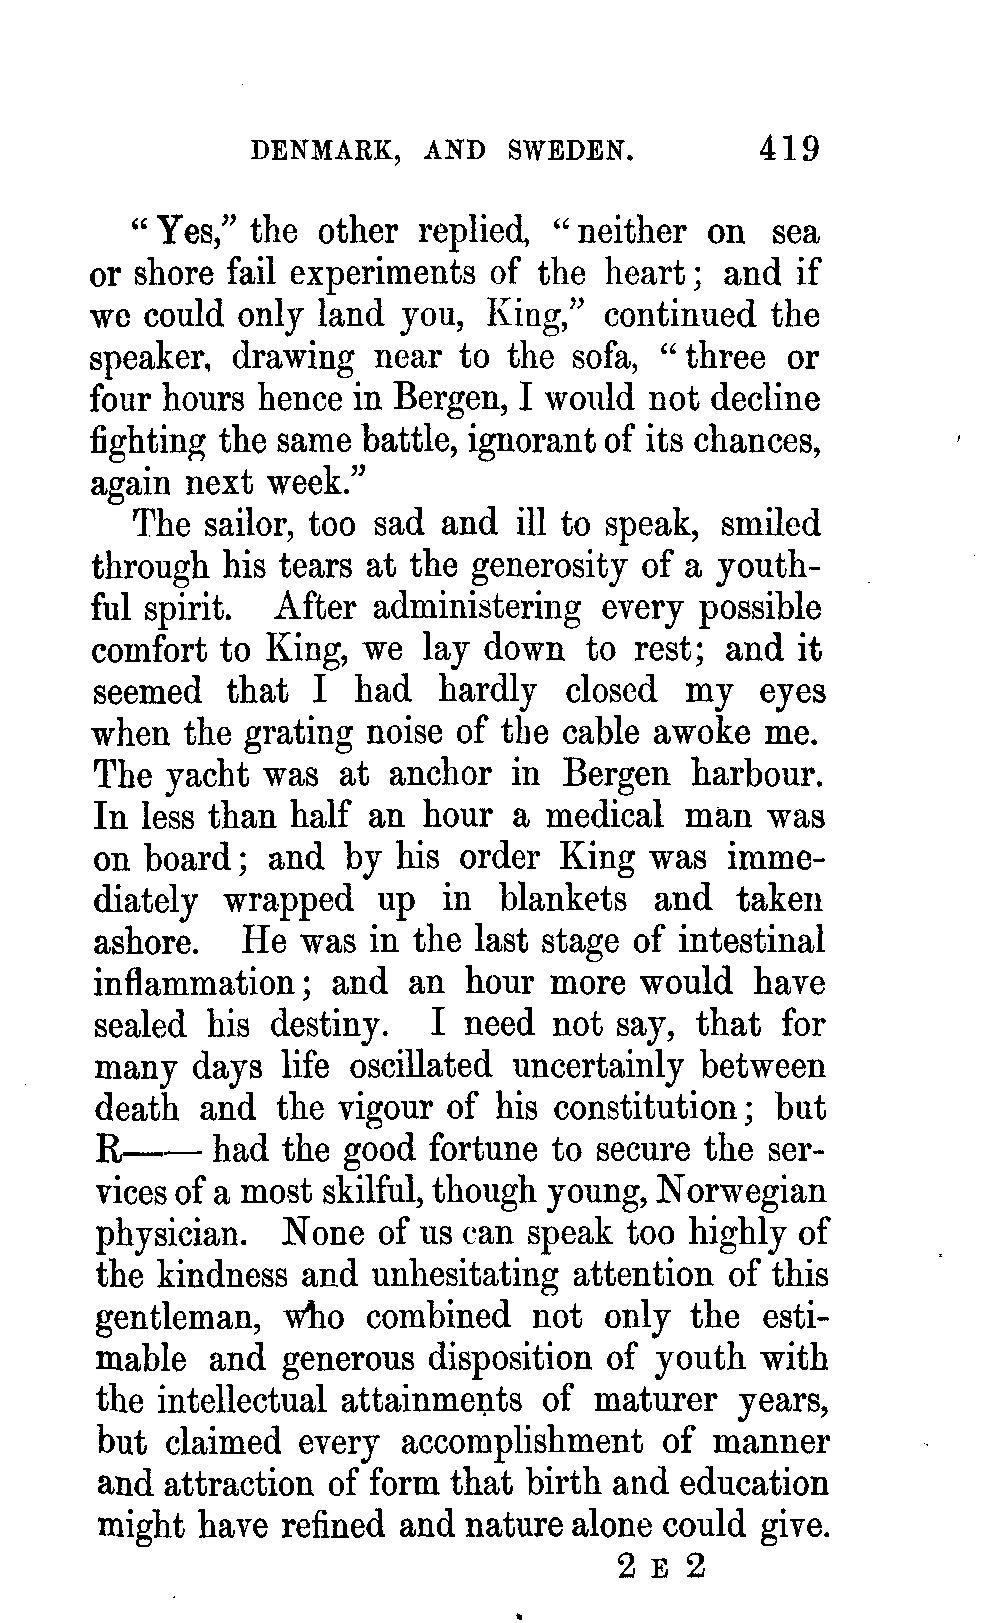 DENMARK, AND SWEDEN. 419
"Yes," the other replied, "neither on sea
or shore fail experiments of the heart; and if
we could only land you, King," continued the
speaker, drawing near to the sofa, "three or
four hours hence in Bergen, I would not decline
fighting the same battle, ignorant of its chances,
again next week."
The sailor, too sad and ill to speak, smiled
through his tears at the generosity of a youth-
ful spirit. After administering every possible
comfort to King, we lay down to rest; and it
seemed that I had hardly closed my eyes
when the grating noise of the cable awoke me.
The yacht was at anchor in Bergen harbour.
In less than half an hour a medical man was
on board; and by his order King was imme-
diately wrapped up in blankets and taken
ashore. He was in the last stage of intestinal
inflammation; and an hour more would have
sealed his destiny. I need not say, that for
many days life oscillated uncertainly between
death and the vigour of his constitution; but
R—— had the good fortune to secure the ser-
vices of a most skilful, though young, Norwegian
physician. None of us can speak too highly of
the kindness and unhesitating attention of this
gentleman, who combined not only the esti-
mable and generous disposition of youth with
the intellectual attainments of maturer years,
but claimed every accomplishment of manner
and attraction of form that birth and education
might have refined and nature alone could give.
2 E 2